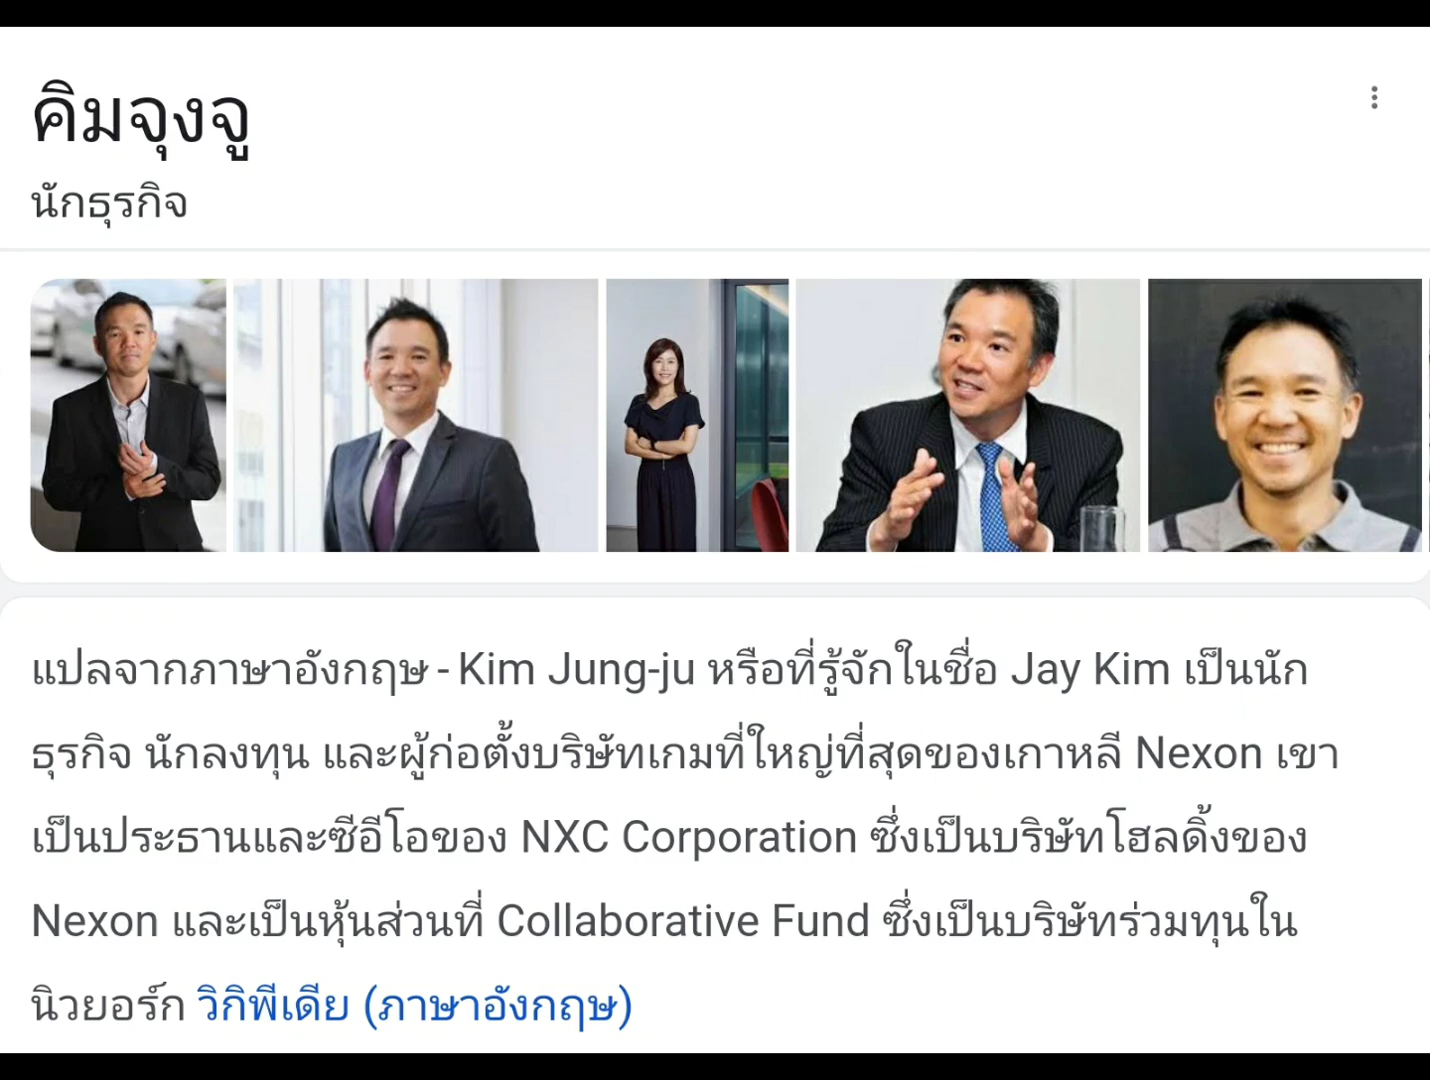 คิมจุงจู
นักธุรกิจ
แปลจากภาษาอังกฤษ - Kim Jung-ju หรือที่รู้จักในชื่อ Jay Kim เป็นนัก
ธุรกิจ นักลงทุน และผู้ก่อตั้งบริษัทเกมที่ใหญ่ที่สุดของเกาหลี Nexon เขา
เป็นประธานและซีอีโอของ NXC Corporation ซึ่งเป็นบริษัทโฮลดิ้งของ
Nexon และเป็นหุ้นส่วนที่ Collaborative Fund ซึ่งเป็นบริษัทร่วมทุนใน
นิวยอร์ก วิกิพีเดีย (ภาษาอังกฤษ)